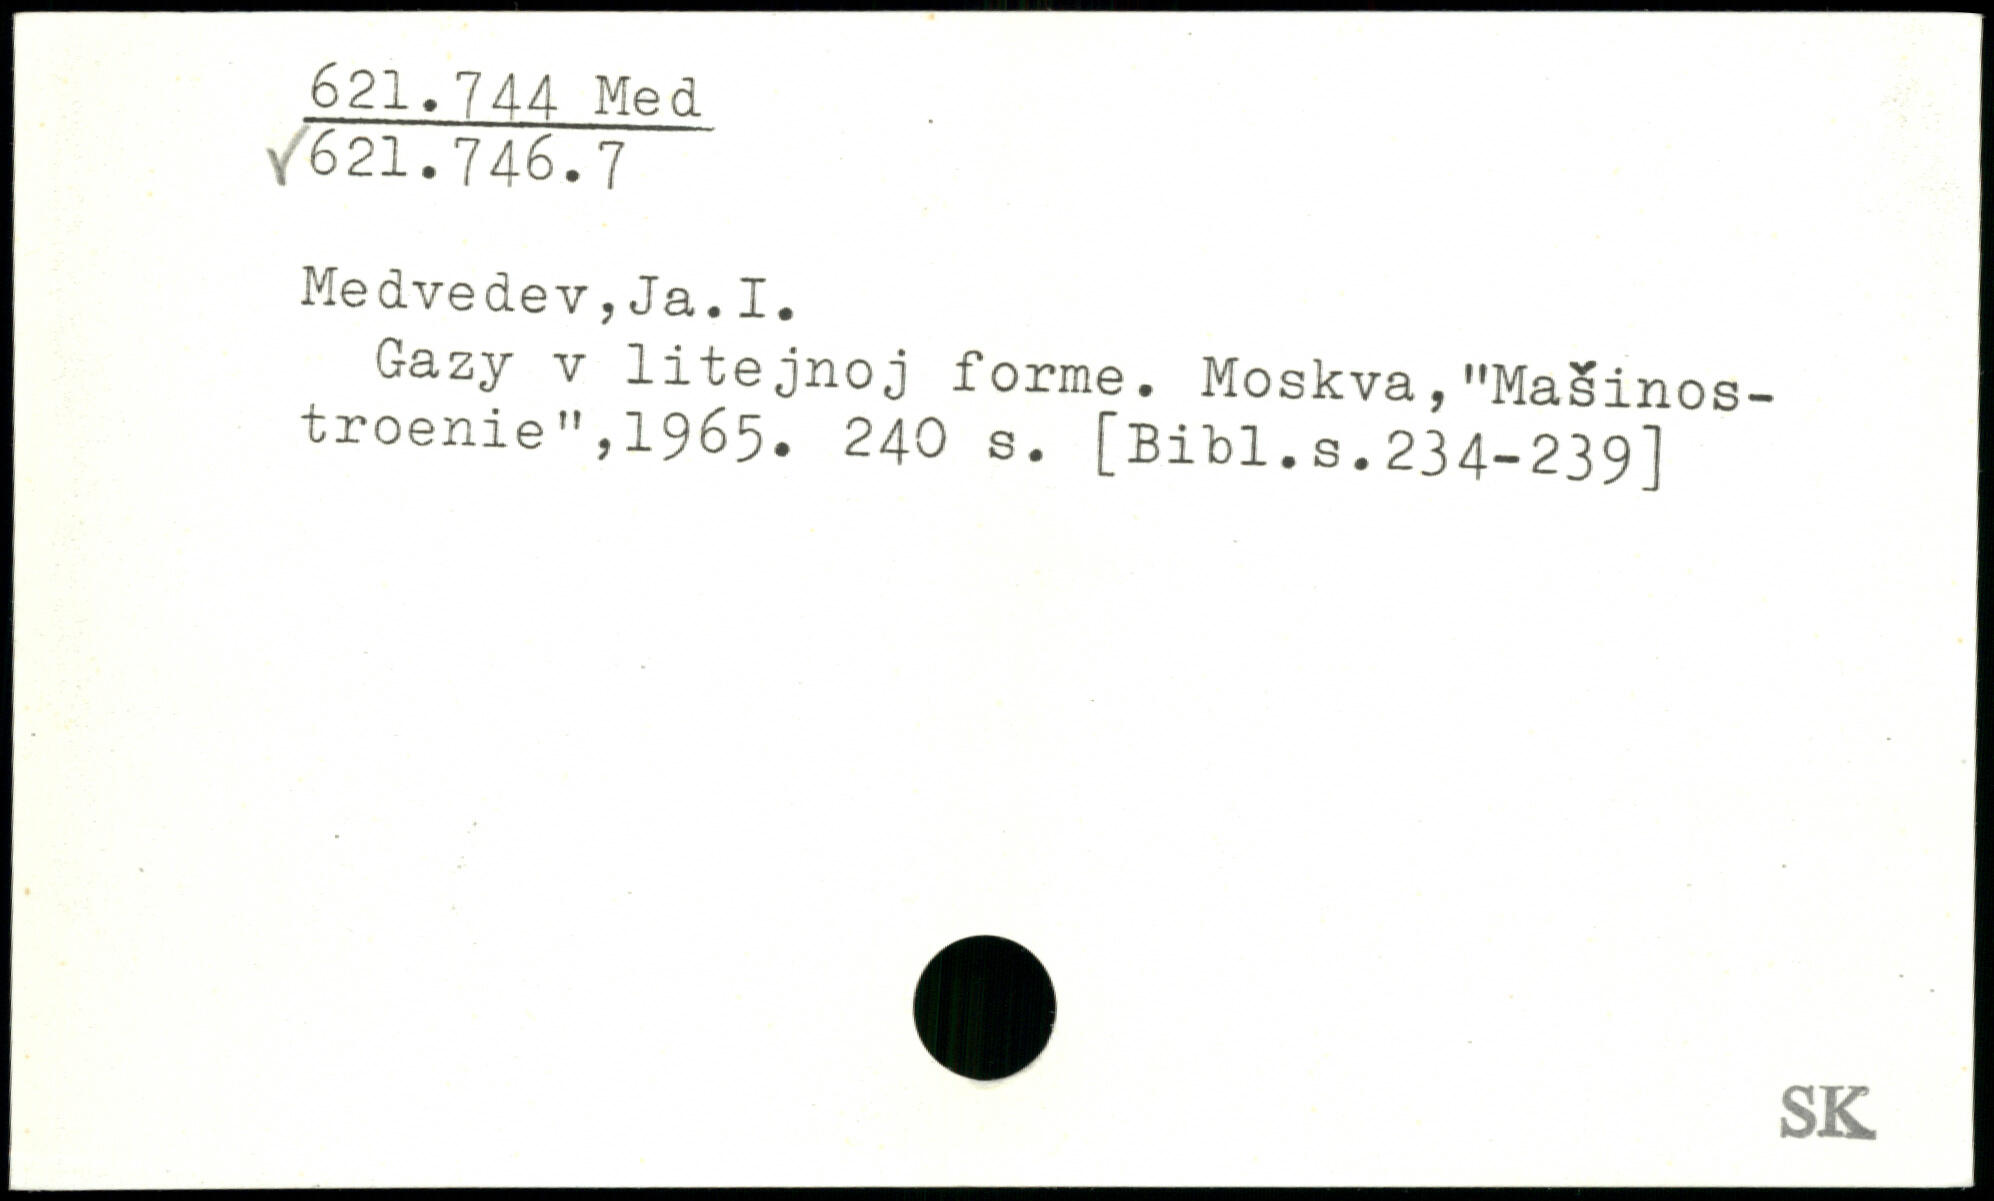 621.744 Med
√621.746.7
Medvedev,Ja.I.
Gazy v litejnoj forme. Moskva,"Mašinos-
troenie",1965. 240 s. [Bibl.s.234-239]
SK